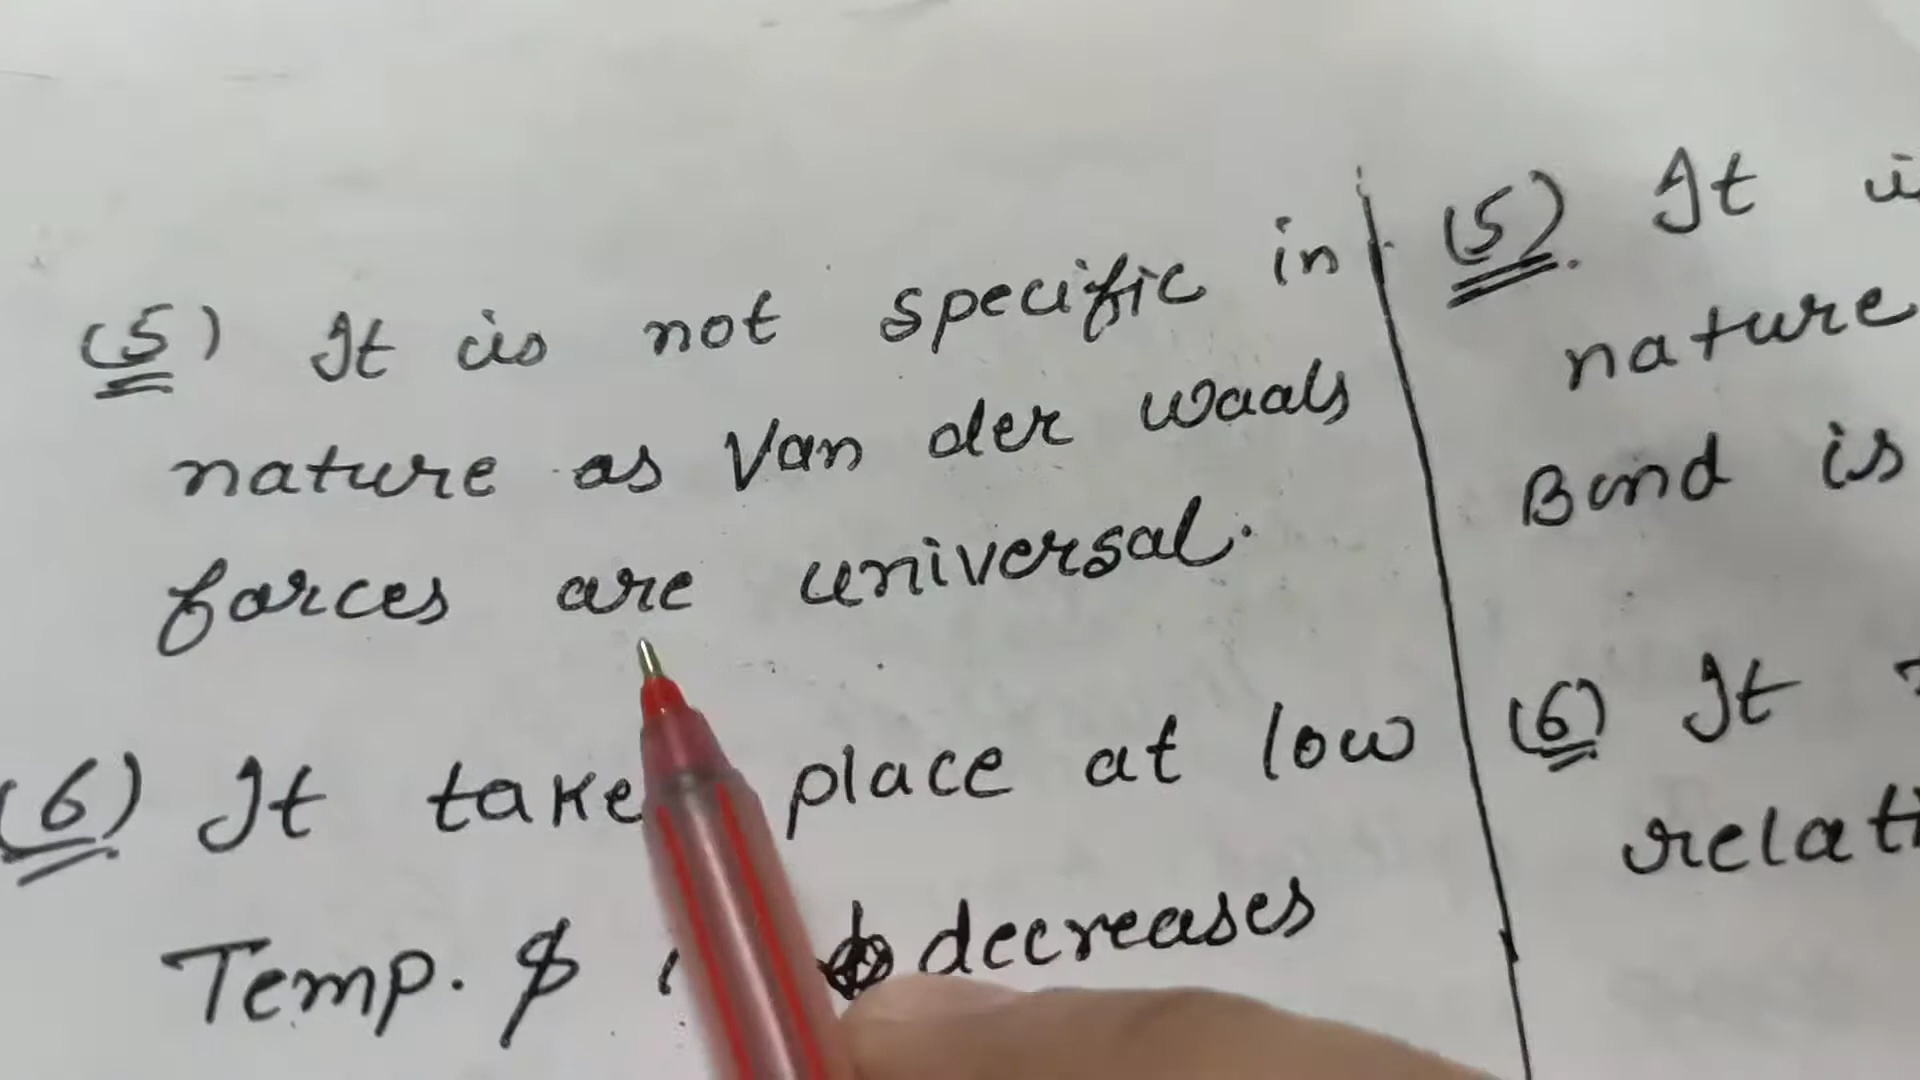 (5) It is not specific in
nature as Van der waals
forces are universal.
(6) It take place at low
Temp. & decreases
(5). It
nature
Bond is
(6) It